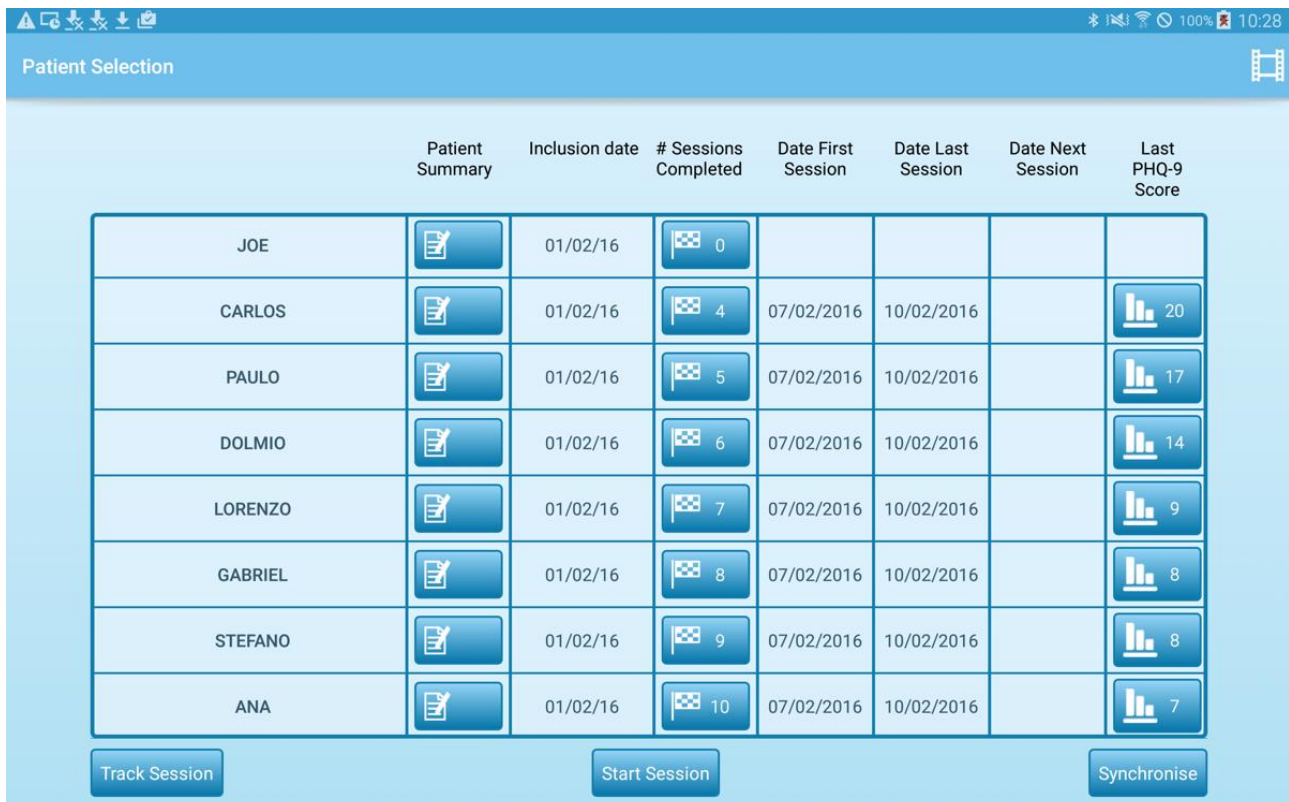 100% 10:28
Patient Selection
Patient Summary Inclusion date # Sessions Completed Date First Session Date Last Session Date Next Session Last PHQ-9 Score
JOE 01/02/16 0
CARLOS 01/02/16 4 07/02/2016 10/02/2016 20
PAULO 01/02/16 5 07/02/2016 10/02/2016 17
DOLMIO 01/02/16 6 07/02/2016 10/02/2016 14
LORENZO 01/02/16 7 07/02/2016 10/02/2016 9
GABRIEL 01/02/16 8 07/02/2016 10/02/2016 8
STEFANO 01/02/16 9 07/02/2016 10/02/2016 8
ANA 01/02/16 10 07/02/2016 10/02/2016 7
Track Session Start Session Synchronise